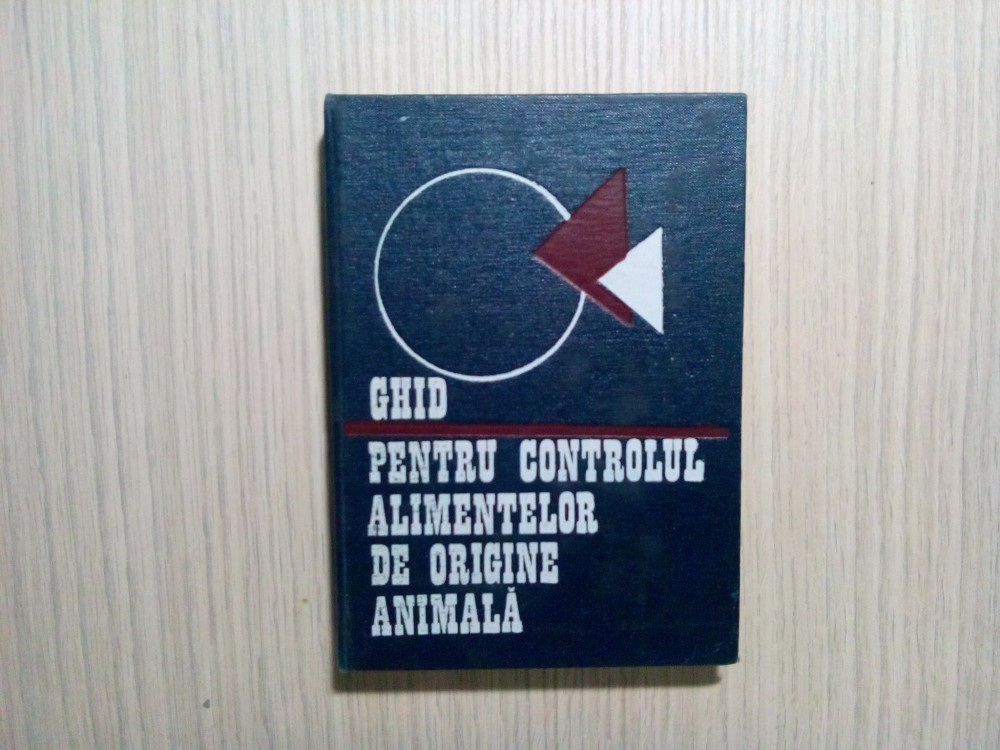 GHID
PENTRU CONTROLUL
ALIMENTELOR
DE ORIGINE
ANIMALĂ